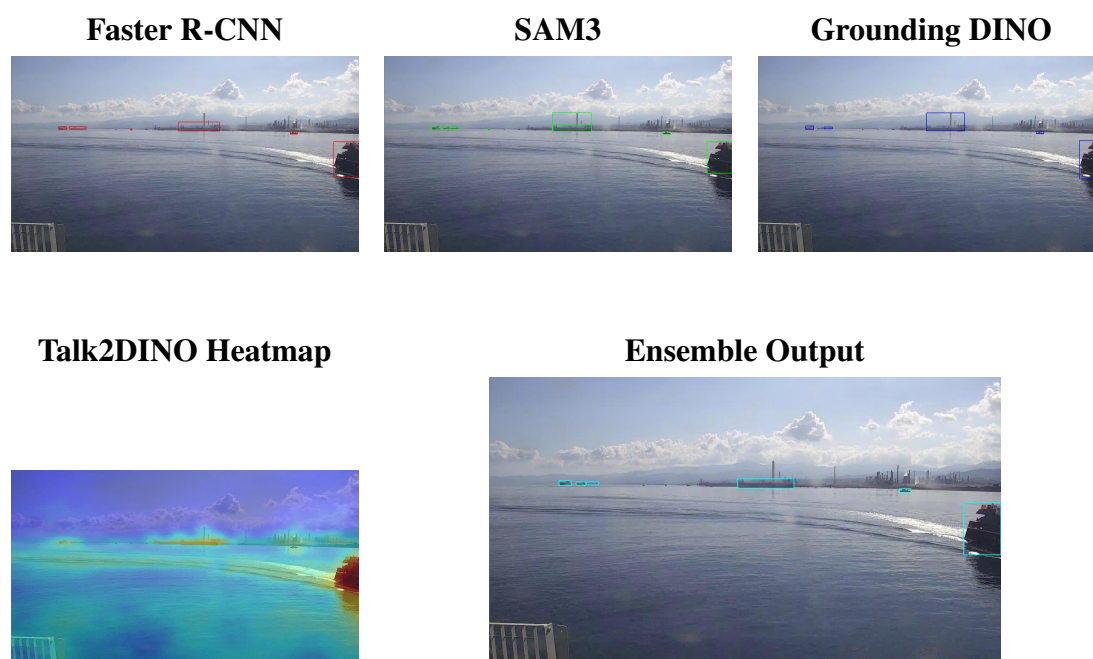 Faster R-CNN
SAM3
Grounding DINO
Talk2DINO Heatmap
Ensemble Output